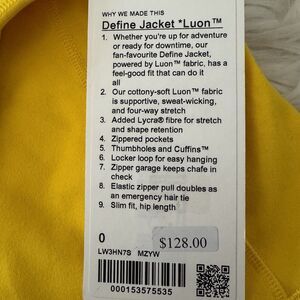 WHY WE MADE THIS
Define Jacket *Luon™
1. Whether you're up for adventure
or ready for downtime, our
fan-favourite Define Jacket,
powered by Luon™ fabric, has a
feel-good fit that can do it
all
2. Our cottony-soft Luon™ fabric
is supportive, sweat-wicking,
and four-way stretch
3. Added Lycra® fibre for stretch
and shape retention
4. Zippered pockets
5. Thumbholes and Cuffins™
6. Locker loop for easy hanging
7. Zipper garage keeps chafe in
check
8. Elastic zipper pull doubles as
an emergency hair tie
9. Slim fit, hip length
0
$128.00
LW3HN7S MZYW
000153575535